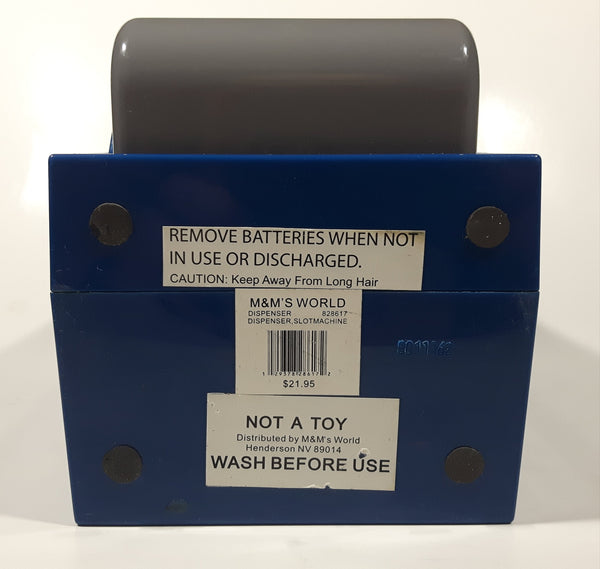 REMOVE BATTERIES WHEN NOT
IN USE OR DISCHARGED.
CAUTION: Keep Away From Long Hair
M&M'S WORLD
DISPENSER 828617
DISPENSER,SLOTMACHINE
$21.95
NOT A TOY
Distributed by M&M's World
Henderson NV 89014
WASH BEFORE USE